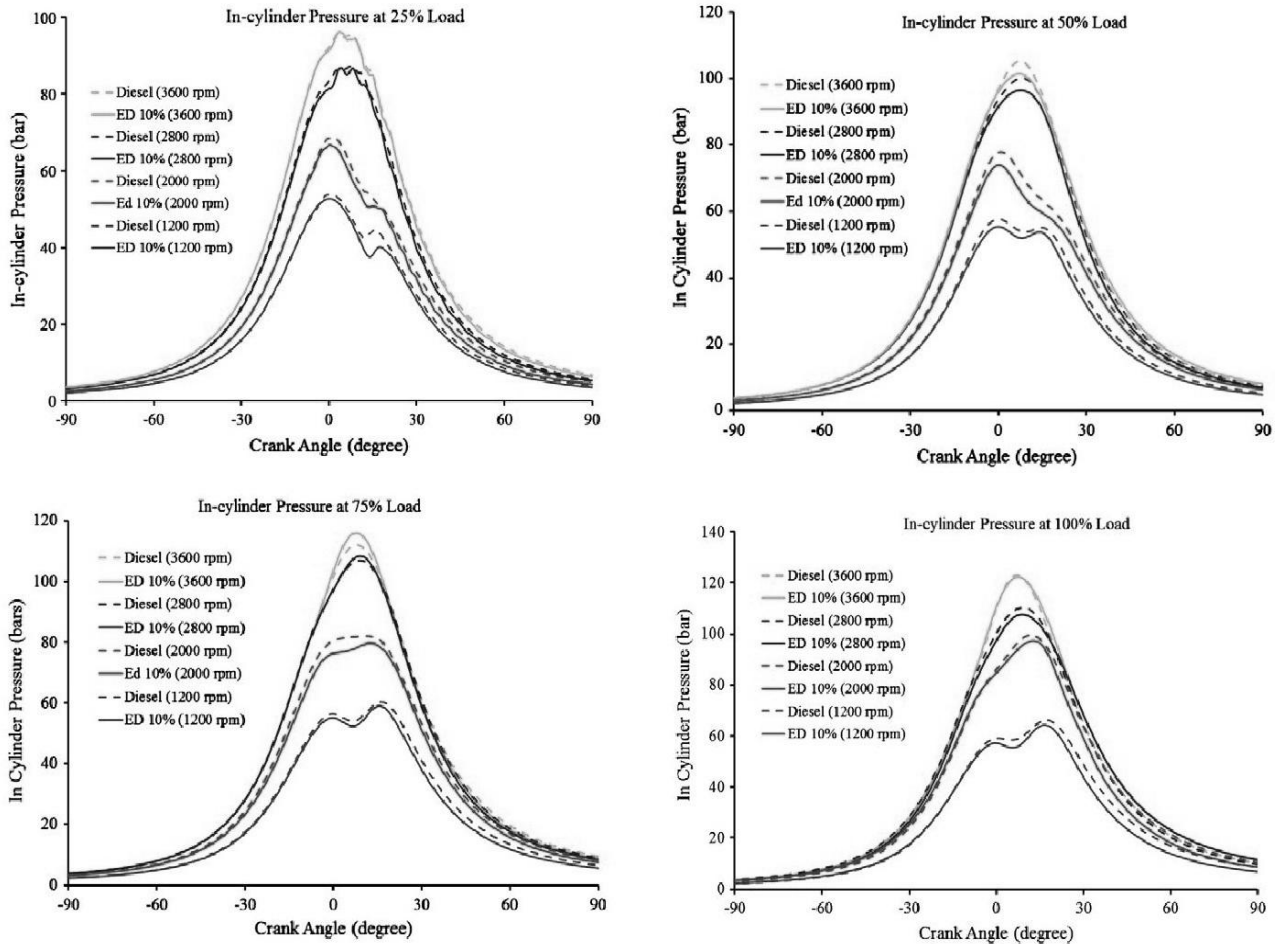 In-cylinder Pressure at 25% Load
100
80
60
40
20
0
In-cylinder Pressure (bar)
Diesel (3600 rpm)
ED 10% (3600 rpm)
Diesel (2800 rpm)
ED 10% (2800 rpm)
Diesel (2000 rpm)
Ed 10% (2000 rpm)
Diesel (1200 rpm)
ED 10% (1200 rpm)
-90 -60 -30 0 30 60 90
Crank Angle (degree)
In-cylinder Pressure at 50% Load
120
100
80
60
40
20
0
In Cylinder Pressure (bar)
Diesel (3600 rpm)
ED 10% (3600 rpm)
Diesel (2800 rpm)
ED 10% (2800 rpm)
Diesel (2000 rpm)
Ed 10% (2000 rpm)
Diesel (1200 rpm)
ED 10% (1200 rpm)
-90 -60 -30 0 30 60 90
Crank Angle (degree)
In-cylinder Pressure at 75% Load
120
100
80
60
40
20
0
In Cylinder Pressure (bars)
Diesel (3600 rpm)
ED 10% (3600 rpm)
Diesel (2800 rpm)
ED 10% (2800 rpm)
Diesel (2000 rpm)
Ed 10% (2000 rpm)
Diesel (1200 rpm)
ED 10% (1200 rpm)
-90 -60 -30 0 30 60 90
Crank Angle (degree)
In-cylinder Pressure at 100% Load
140
120
100
80
60
40
20
0
In Cylinder Pressure (bar)
Diesel (3600 rpm)
ED 10% (3600 rpm)
Diesel (2800 rpm)
ED 10% (2800 rpm)
Diesel (2000 rpm)
ED 10% (2000 rpm)
Diesel (1200 rpm)
ED 10% (1200 rpm)
-90 -60 -30 0 30 60 90
Crank Angle (degree)